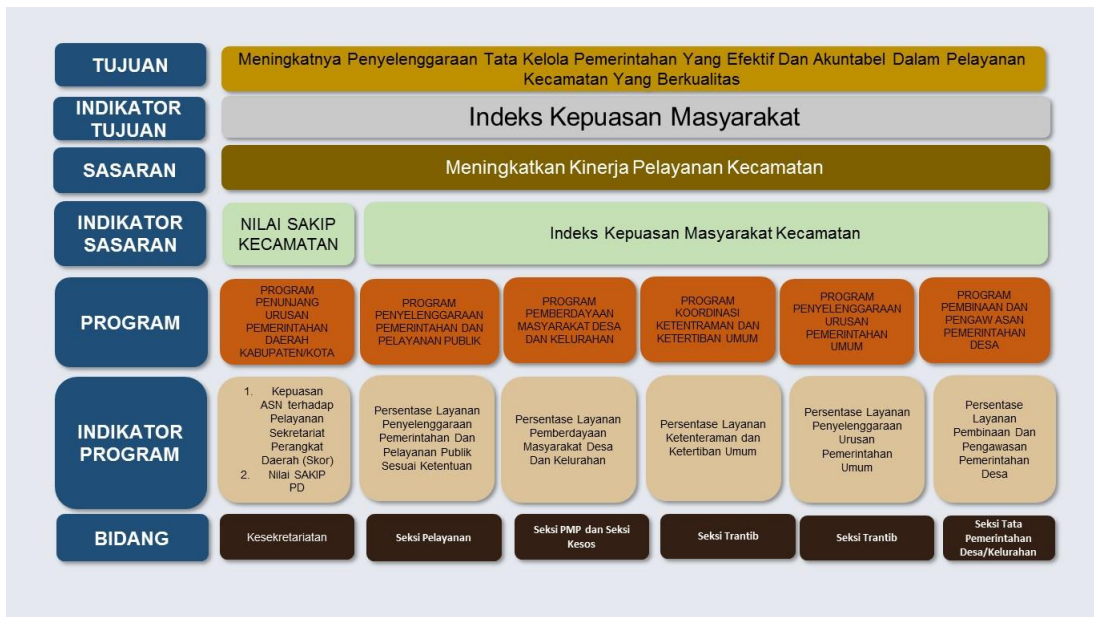 TUJUAN
Meningkatnya Penyelenggaraan Tata Kelola Pemerintahan Yang Efektif Dan Akuntabel Dalam Pelayanan
Kecamatan Yang Berkualitas
INDIKATOR
TUJUAN
Indeks Kepuasan Masyarakat
SASARAN
Meningkatkan Kinerja Pelayanan Kecamatan
INDIKATOR
SASARAN
NILAI SAKIP
KECAMATAN
Indeks Kepuasan Masyarakat Kecamatan
PROGRAM
PROGRAM
PENUNJANG
URUSAN
PEMERINTAHAN
DAERAH
KABUPATEN/KOTA
PROGRAM
PENYELENGGARAAN
PEMERINTAHAN DAN
PELAYANAN PUBLIK
PROGRAM
PEMBERDAYAAN
MASYARAKAT DESA
DAN KELURAHAN
PROGRAM
KOORDINASI
KETENTRAMAN DAN
KETERTIBAN UMUM
PROGRAM
PENYELENGGARAAN
URUSAN
PEMERINTAHAN
UMUM
PROGRAM
PEMBINAAN DAN
PENGAW ASAN
PEMERINTAHAN
DESA
INDIKATOR
PROGRAM
1. Kepuasan
ASN terhadap
Pelayanan
Sekretariat
Perangkat
Daerah (Skor)
2. Nilai SAKIP
PD
Persentase Layanan
Penyelenggaraan
Pemerintahan Dan
Pelayanan Publik
Sesuai Ketentuan
Persentase Layanan
Pemberdayaan
Masyarakat Desa
Dan Kelurahan
Persentase Layanan
Ketenteraman dan
Ketertiban Umum
Persentase Layanan
Penyelenggaraan
Urusan
Pemerintahan
Umum
Persentase
Layanan
Pembinaan Dan
Pengawasan
Pemerintahan
Desa
BIDANG
Kesekretariatan
Seksi Pelayanan
Seksi PMP dan Seksi
Kesos
Seksi Trantib
Seksi Trantib
Seksi Tata
Pemerintahan
Desa/Kelurahan